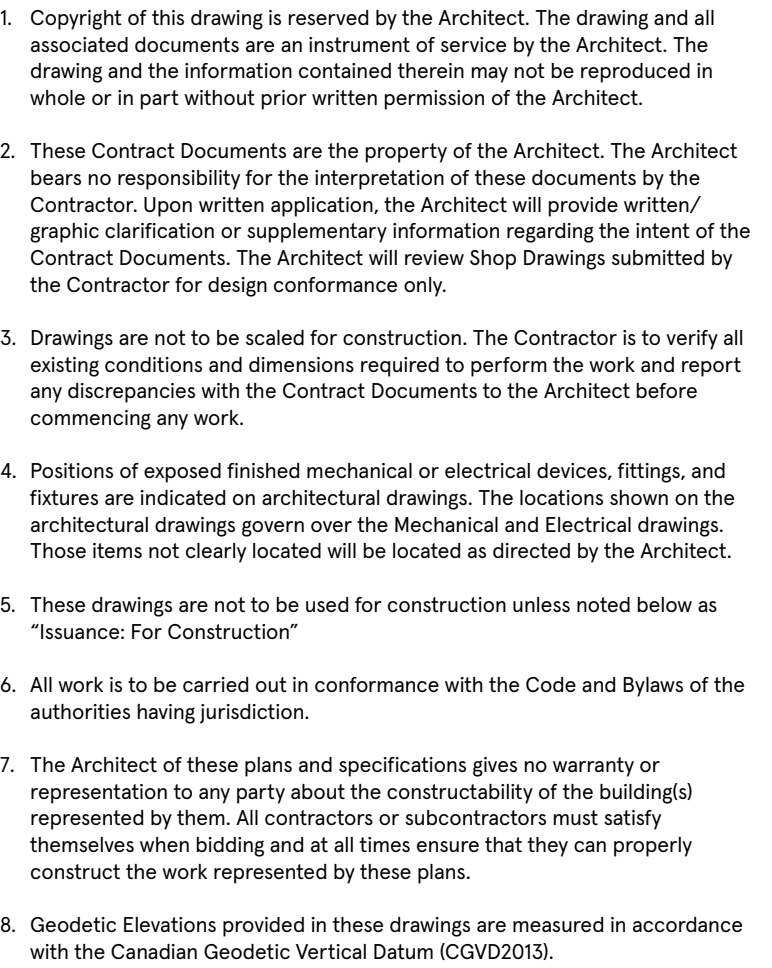 1. Copyright of this drawing is reserved by the Architect. The drawing and all
associated documents are an instrument of service by the Architect. The
drawing and the information contained therein may not be reproduced in
whole or in part without prior written permission of the Architect.
2. These Contract Documents are the property of the Architect. The Architect
bears no responsibility for the interpretation of these documents by the
Contractor. Upon written application, the Architect will provide written/
graphic clarification or supplementary information regarding the intent of the
Contract Documents. The Architect will review Shop Drawings submitted by
the Contractor for design conformance only.
3. Drawings are not to be scaled for construction. The Contractor is to verify all
existing conditions and dimensions required to perform the work and report
any discrepancies with the Contract Documents to the Architect before
commencing any work.
4. Positions of exposed finished mechanical or electrical devices, fittings, and
fixtures are indicated on architectural drawings. The locations shown on the
architectural drawings govern over the Mechanical and Electrical drawings.
Those items not clearly located will be located as directed by the Architect.
5. These drawings are not to be used for construction unless noted below as
“Issuance: For Construction”
6. All work is to be carried out in conformance with the Code and Bylaws of the
authorities having jurisdiction.
7. The Architect of these plans and specifications gives no warranty or
representation to any party about the constructability of the building(s)
represented by them. All contractors or subcontractors must satisfy
themselves when bidding and at all times ensure that they can properly
construct the work represented by these plans.
8. Geodetic Elevations provided in these drawings are measured in accordance
with the Canadian Geodetic Vertical Datum (CGVD2013).